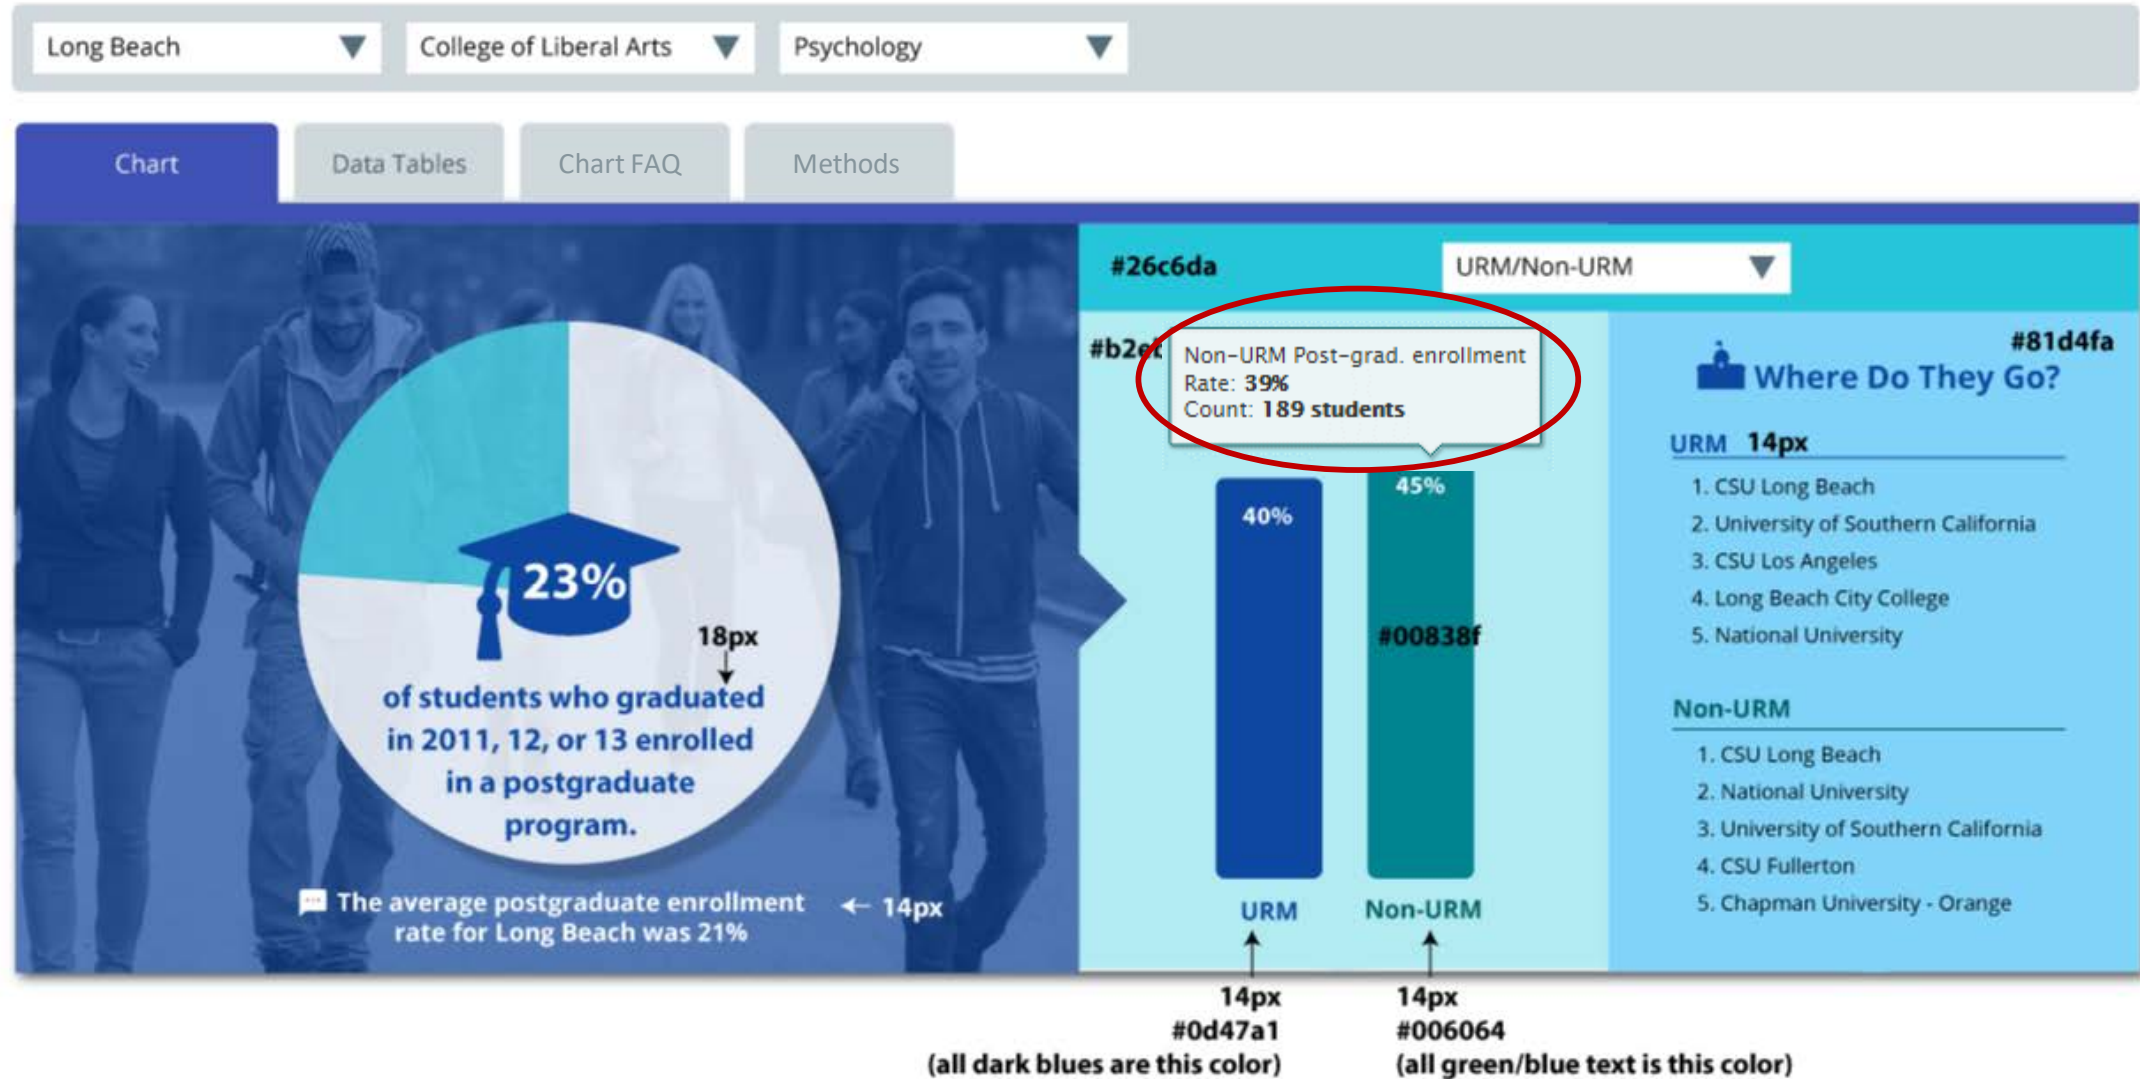 Long Beach
College of Liberal Arts
Psychology
Chart
Data Tables
Chart FAQ
Methods
23%
18px
of students who graduated
in 2011, 12, or 13 enrolled
in a postgraduate
program.
The average postgraduate enrollment
rate for Long Beach was 21%
14px
#26c6da
URM/Non-URM
Non-URM Post-grad. enrollment
Rate: 39%
Count: 189 students
40%
45%
#00838f
URM
Non-URM
#81d4fa
Where Do They Go?
URM 14px
1. CSU Long Beach
2. University of Southern California
3. CSU Los Angeles
4. Long Beach City College
5. National University
Non-URM
1. CSU Long Beach
2. National University
3. University of Southern California
4. CSU Fullerton
5. Chapman University - Orange
14px
#0d47a1
(all dark blues are this color)
14px
#006064
(all green/blue text is this color)